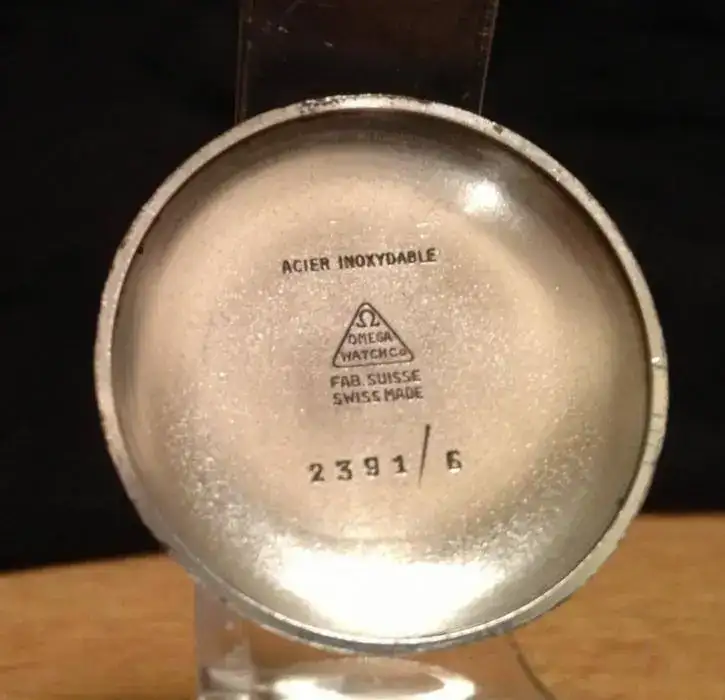 ACIER INOXYDABLE
Ω
OMEGA
WATCH Co
FAB. SUISSE
SWISS MADE
2391/6